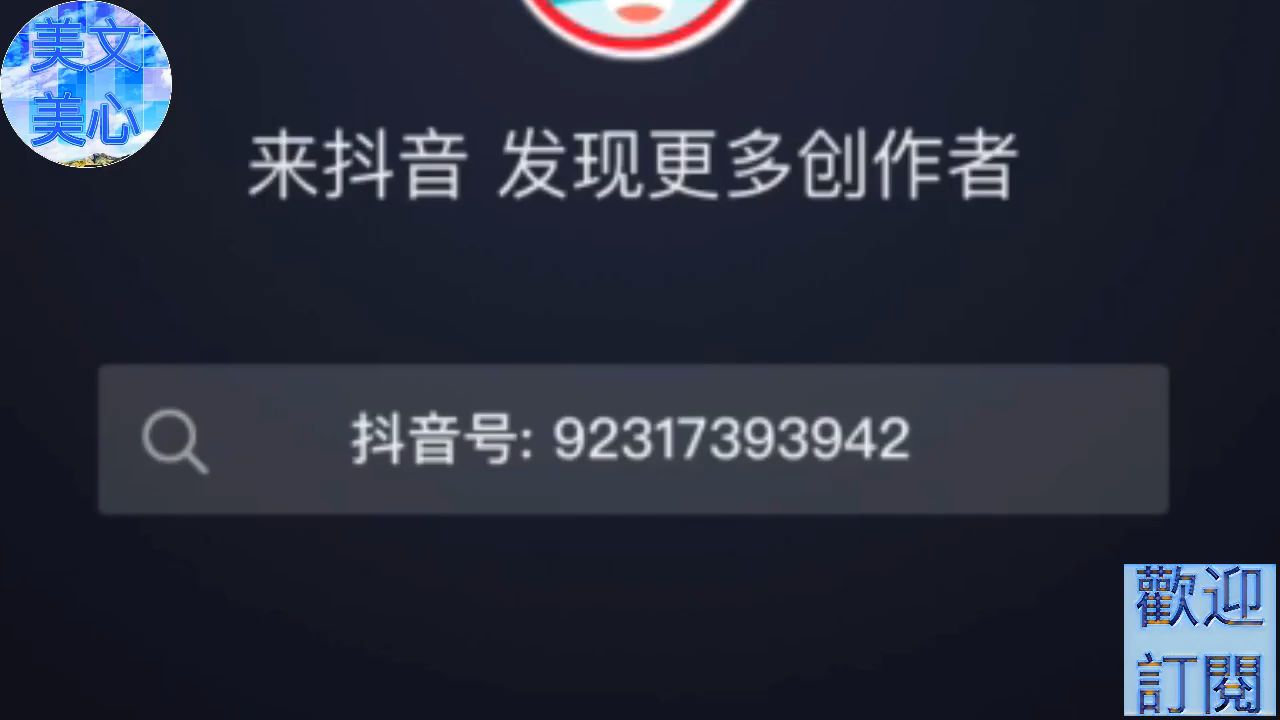 美文
美心
来抖音 发现更多创作者
抖音号: 92317393942
歡迎
訂閱